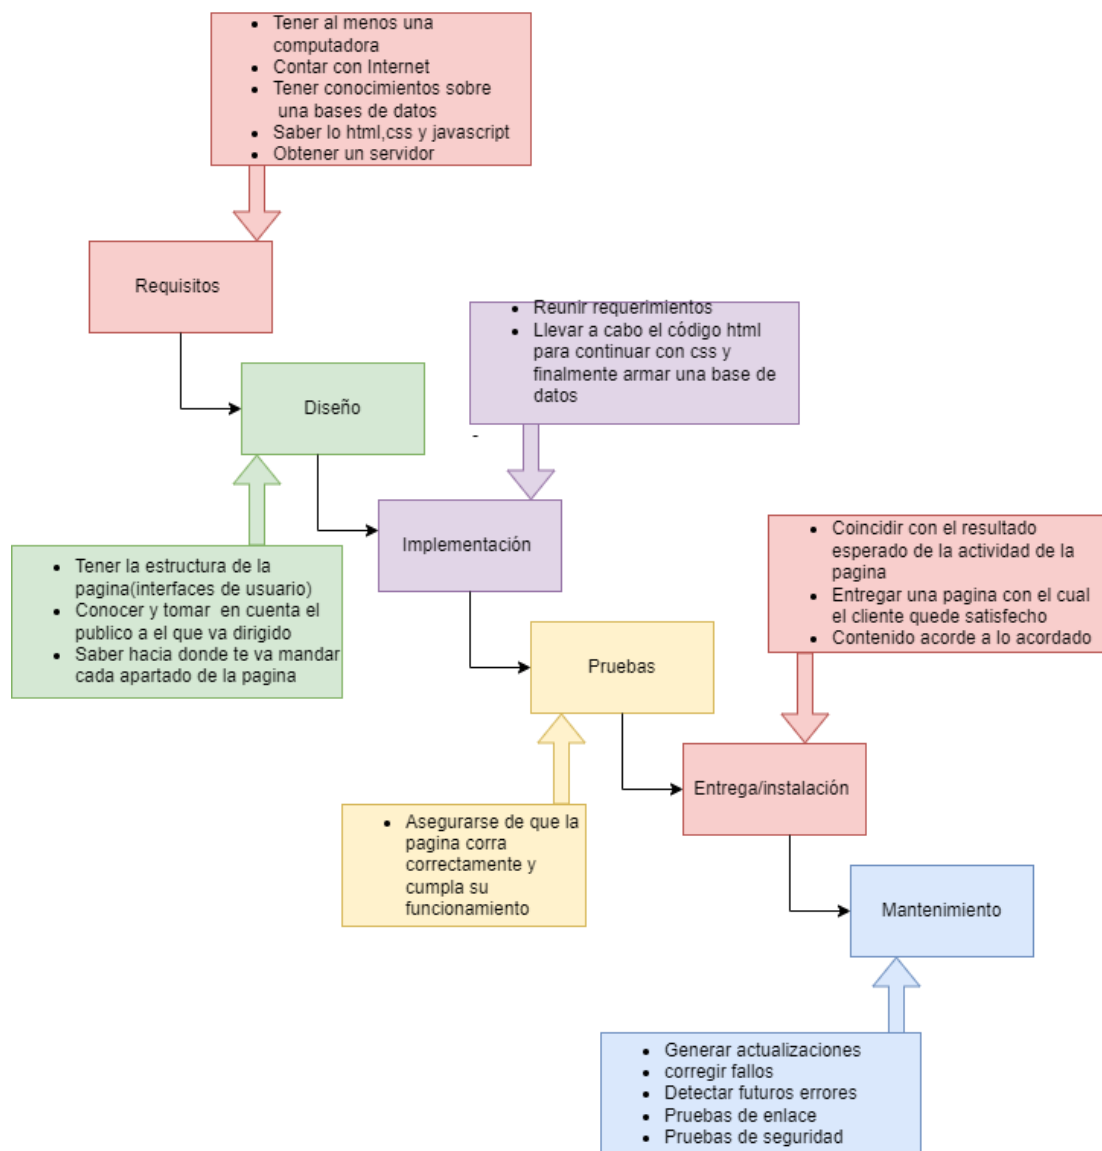 • Tener al menos una
computadora
• Contar con Internet
• Tener conocimientos sobre
una bases de datos
• Saber lo html,css y javascript
• Obtener un servidor
Requisitos
• Reunir requerimientos
• Llevar a cabo el código html
para continuar con css y
finalmente armar una base de
datos
Diseño
-
Implementación
• Tener la estructura de la
pagina(interfaces de usuario)
• Conocer y tomar en cuenta el
publico a el que va dirigido
• Saber hacia donde te va mandar
cada apartado de la pagina
• Coincidir con el resultado
esperado de la actividad de la
pagina
• Entregar una pagina con el cual
el cliente quede satisfecho
• Contenido acorde a lo acordado
Pruebas
Entrega/instalación
• Asegurarse de que la
pagina corra
correctamente y
cumpla su
funcionamiento
Mantenimiento
• Generar actualizaciones
• corregir fallos
• Detectar futuros errores
• Pruebas de enlace
• Pruebas de seguridad